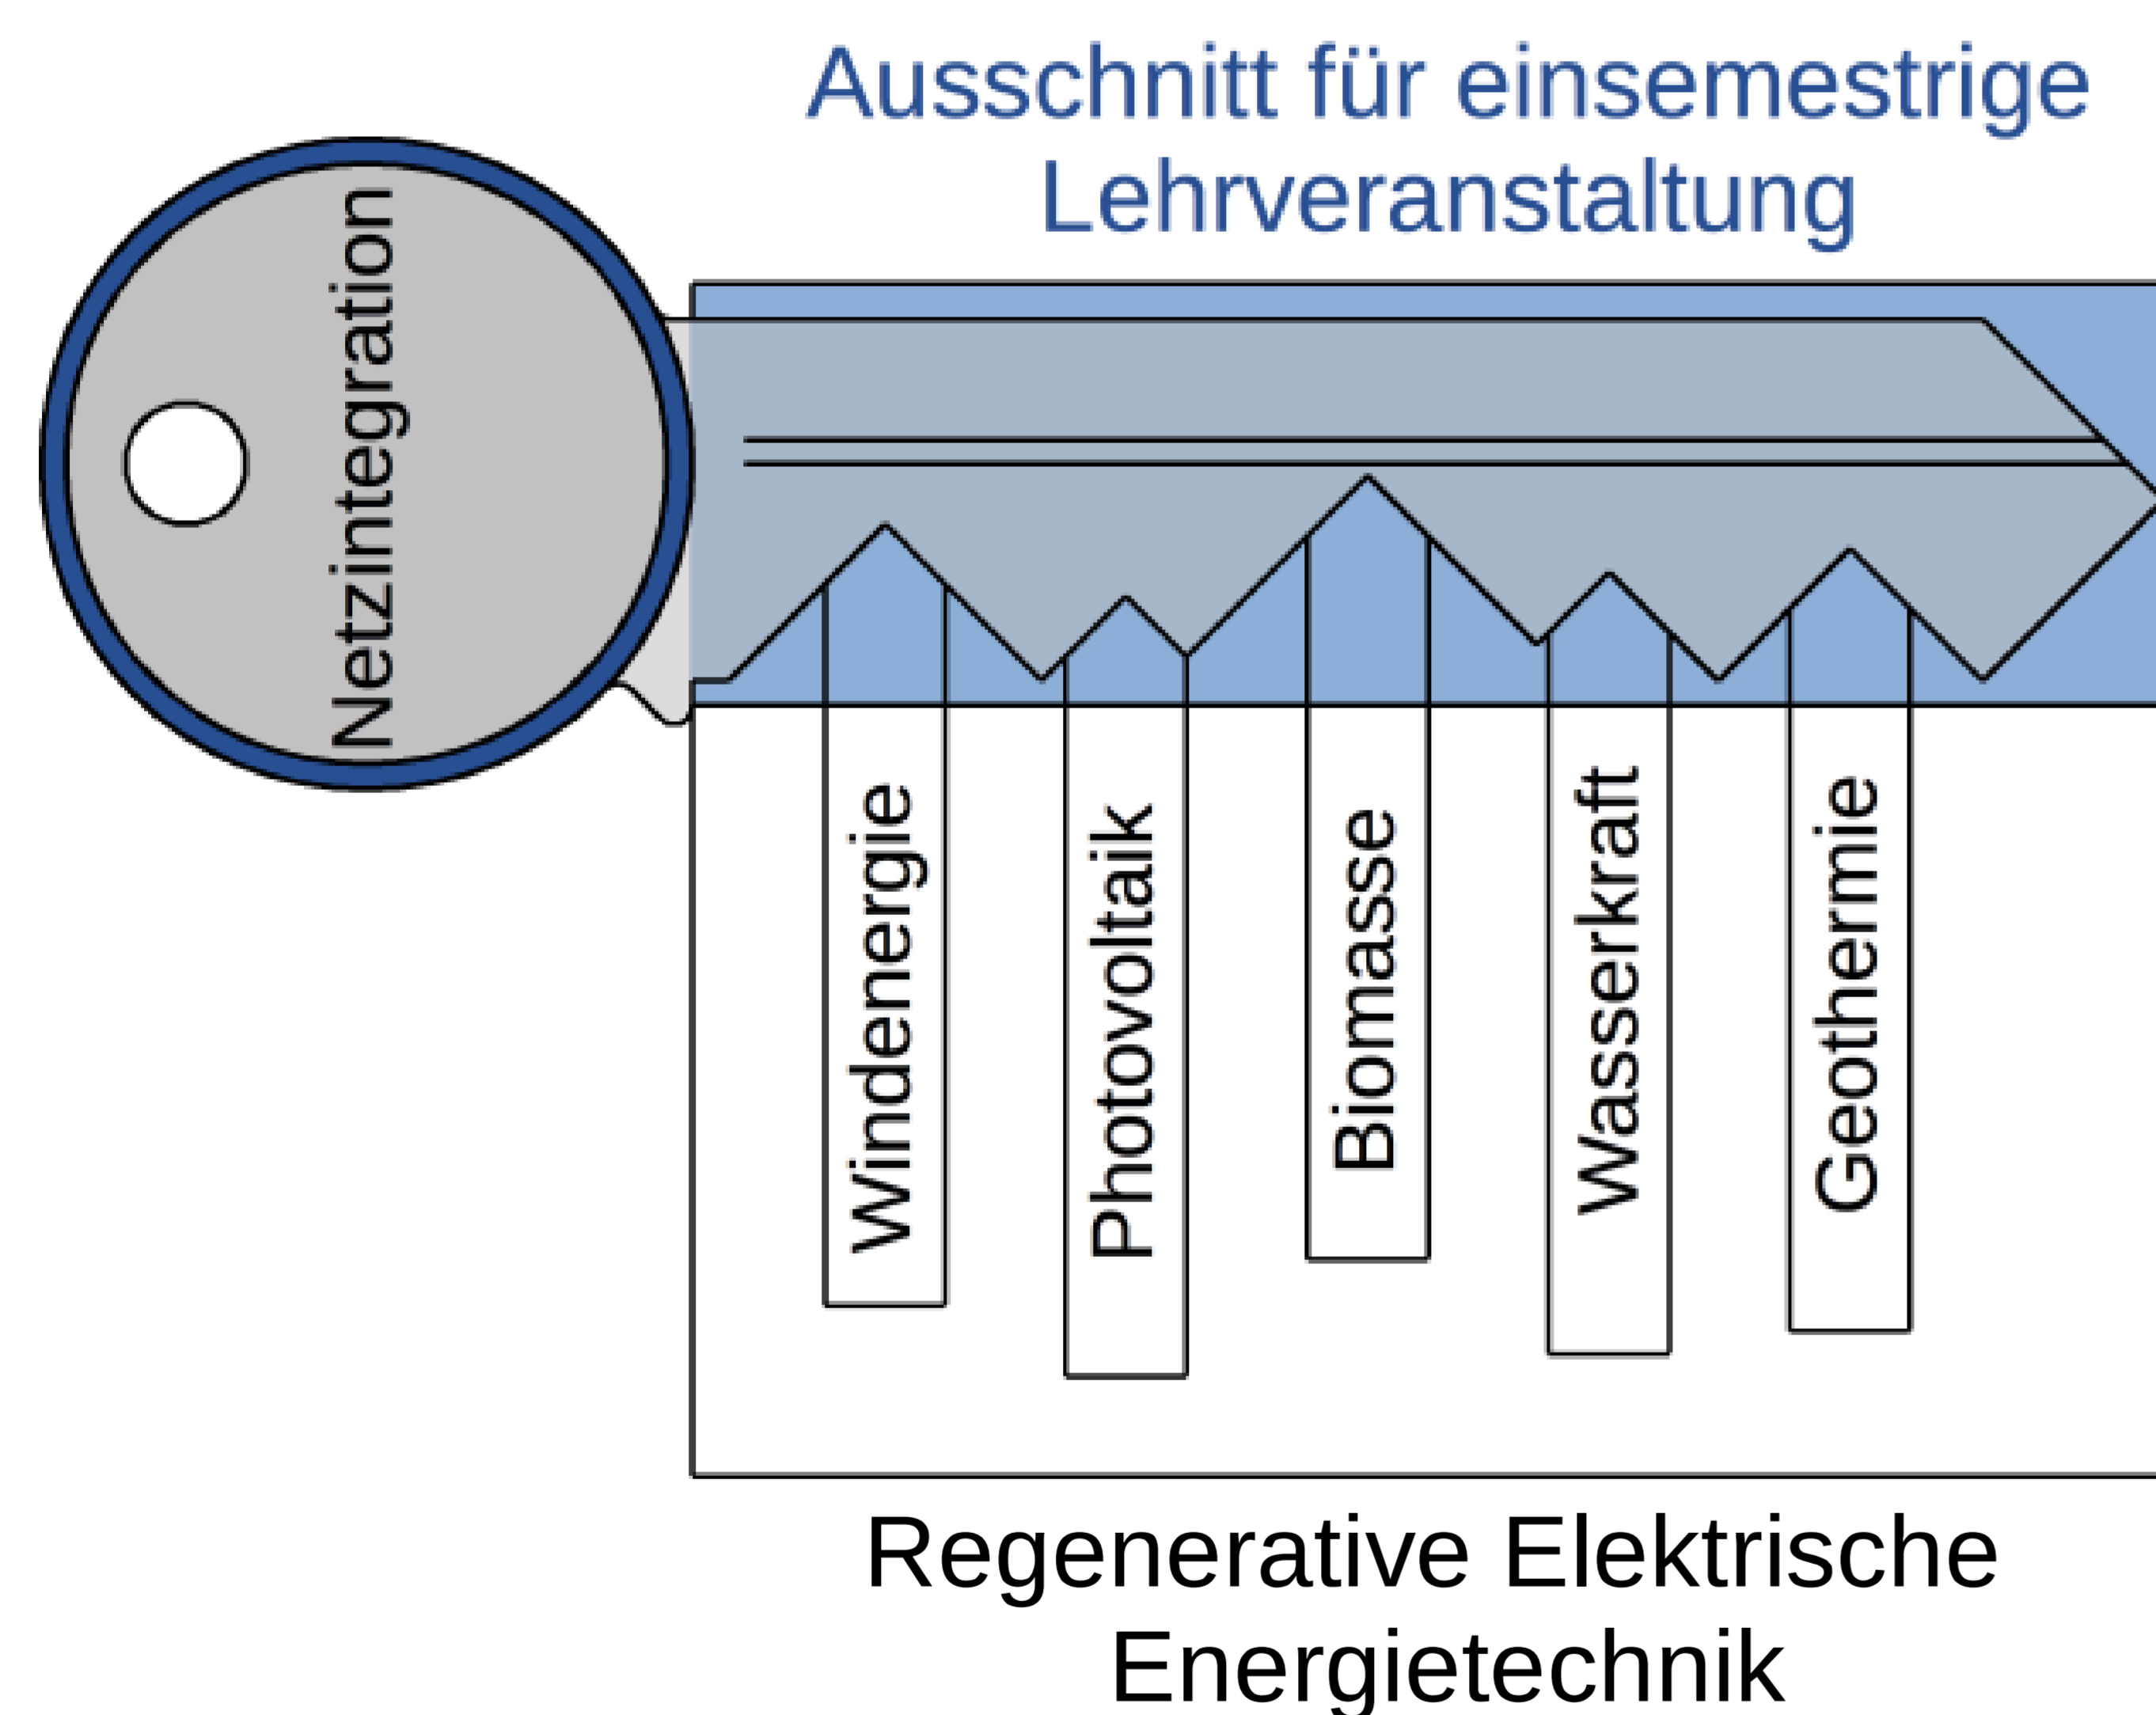 Ausschnitt für einsemestrige
Lehrveranstaltung
Netzintegration
Windenergie
Photovoltaik
Biomasse
Wasserkraft
Geothermie
Regenerative Elektrische
Energietechnik